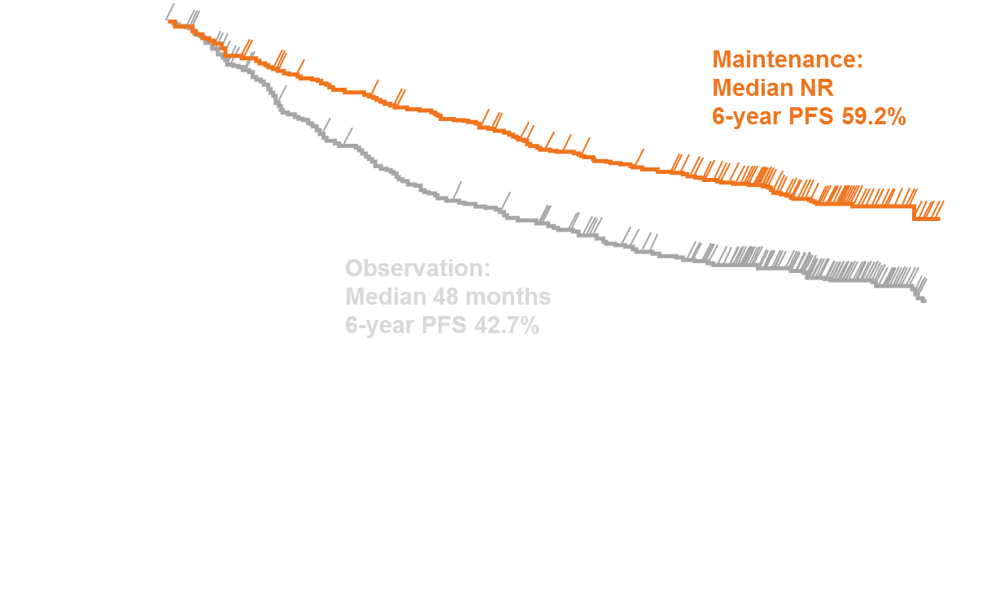 Maintenance:
Median NR
6-year PFS 59.2%
Observation:
Median 48 months
6-year PFS 42.7%